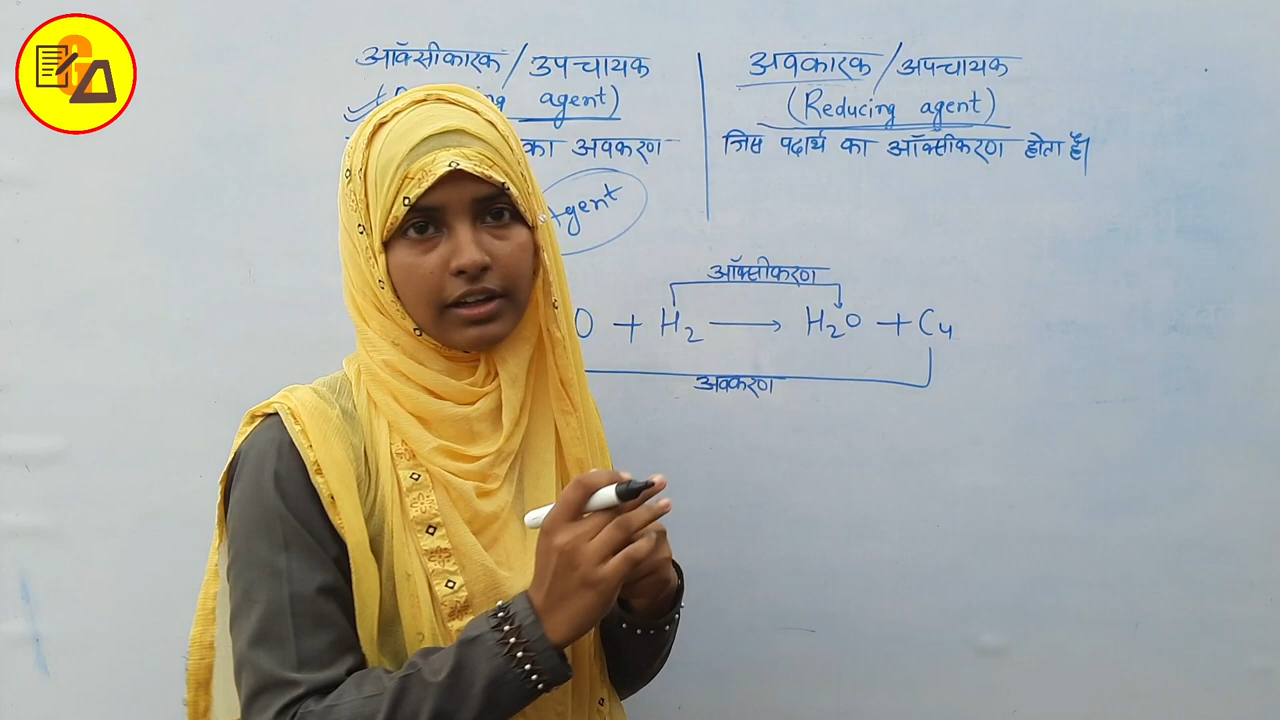 ऑक्सीकारक / उपचायक
agent)
का अवकरण
Agent
अवकारक / अपचायक
(Reducing agent)
जिस पदार्थ का ऑक्सीकरण होता है।
ऑक्सीकरण
O + H₂ ⟶ H₂O + Cu
अवकरण